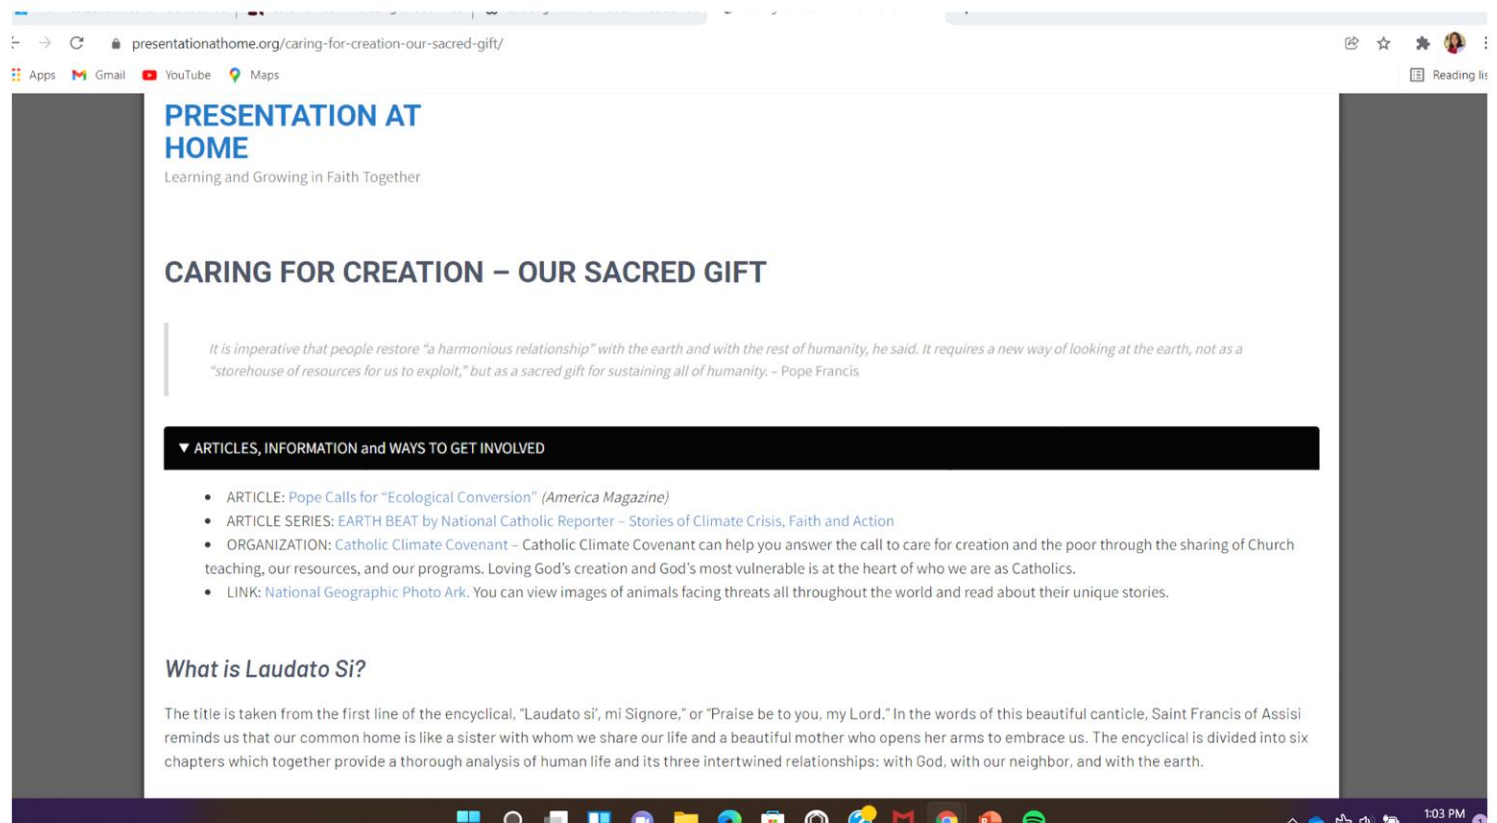 presentationathome.org/caring-for-creation-our-sacred-gift/
Apps Gmail YouTube Maps
Reading lis
PRESENTATION AT
HOME
Learning and Growing in Faith Together
CARING FOR CREATION – OUR SACRED GIFT
It is imperative that people restore “a harmonious relationship” with the earth and with the rest of humanity, he said. It requires a new way of looking at the earth, not as a
“storehouse of resources for us to exploit,” but as a sacred gift for sustaining all of humanity. – Pope Francis
▼ ARTICLES, INFORMATION and WAYS TO GET INVOLVED
• ARTICLE: Pope Calls for “Ecological Conversion” (America Magazine)
• ARTICLE SERIES: EARTH BEAT by National Catholic Reporter – Stories of Climate Crisis, Faith and Action
• ORGANIZATION: Catholic Climate Covenant – Catholic Climate Covenant can help you answer the call to care for creation and the poor through the sharing of Church
teaching, our resources, and our programs. Loving God’s creation and God’s most vulnerable is at the heart of who we are as Catholics.
• LINK: National Geographic Photo Ark. You can view images of animals facing threats all throughout the world and read about their unique stories.
What is Laudato Si?
The title is taken from the first line of the encyclical, “Laudato si’, mi Signore,” or “Praise be to you, my Lord.” In the words of this beautiful canticle, Saint Francis of Assisi
reminds us that our common home is like a sister with whom we share our life and a beautiful mother who opens her arms to embrace us. The encyclical is divided into six
chapters which together provide a thorough analysis of human life and its three intertwined relationships: with God, with our neighbor, and with the earth.
1:03 PM